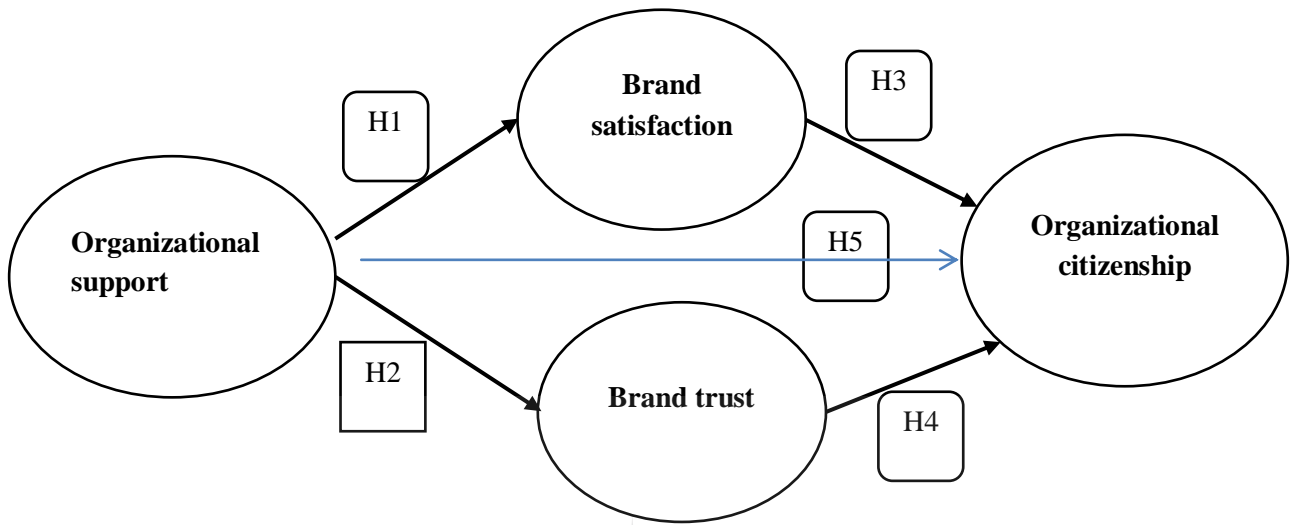 Brand
satisfaction
H3
H1
Organizational
support
H5
Organizational
citizenship
H2
Brand trust
H4